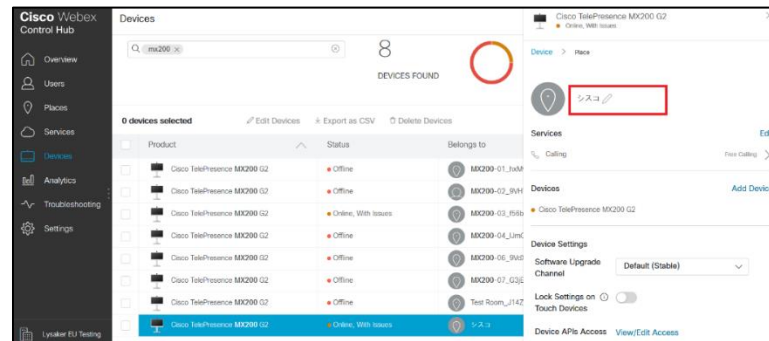 Cisco Webex
Control Hub
Overview
Users
Places
Services
Devices
Analytics
Troubleshooting
Settings
Lysaker EU Testing
Devices
mx200 ×
8
DEVICES FOUND
0 devices selected
Edit Devices
Export as CSV
Delete Devices
Product Status Belongs to
Cisco TelePresence MX200 G2 Offline
Cisco TelePresence MX200 G2 Offline
Cisco TelePresence MX200 G2 Online, With Issues
Cisco TelePresence MX200 G2 Offline
Cisco TelePresence MX200 G2 Offline
Cisco TelePresence MX200 G2 Offline
Cisco TelePresence MX200 G2 Offline Test Room_J14Z
Cisco TelePresence MX200 G2 Online, With Issues シスコ
Cisco TelePresence MX200 G2
Online, With Issues
Device > Place
シスコ
Services
Calling Free Calling >
Devices
Cisco TelePresence MX200 G2
Device Settings
Software Upgrade
Channel
Default (Stable)
Lock Settings on
Touch Devices
Device APIs Access View/Edit Access